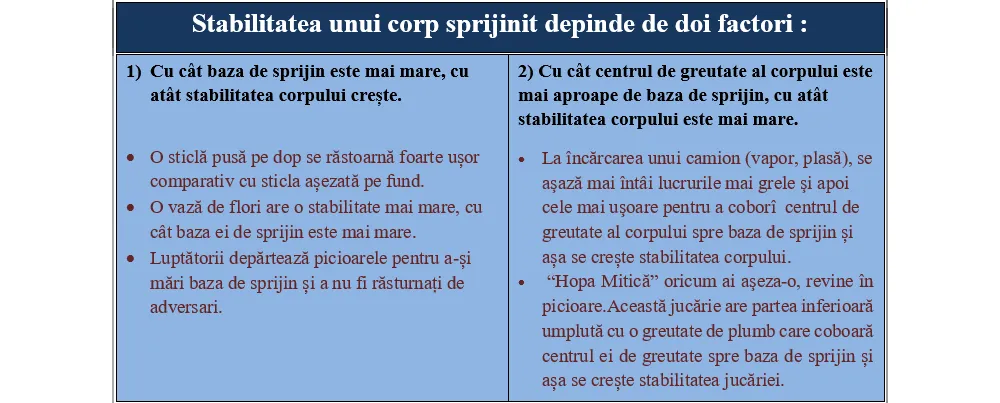 Stabilitatea unui corp sprijinit depinde de doi factori :
1) Cu cât baza de sprijin este mai mare, cu
atât stabilitatea corpului crește.
• O sticlă pusă pe dop se răstoarnă foarte ușor
comparativ cu sticla așezată pe fund.
• O vază de flori are o stabilitate mai mare, cu
cât baza ei de sprijin este mai mare.
• Luptătorii depărtează picioarele pentru a-și
mări baza de sprijin și a nu fi răsturnați de
adversari.
2) Cu cât centrul de greutate al corpului este
mai aproape de baza de sprijin, cu atât
stabilitatea corpului este mai mare.
• La încărcarea unui camion (vapor, plasă), se
aşază mai întâi lucrurile mai grele şi apoi
cele mai uşoare pentru a coborî centrul de
greutate al corpului spre baza de sprijin și
așa se crește stabilitatea corpului.
• “Hopa Mitică” oricum ai aşeza-o, revine în
picioare.Această jucărie are partea inferioară
umplută cu o greutate de plumb care coboară
centrul ei de greutate spre baza de sprijin și
așa se crește stabilitatea jucăriei.